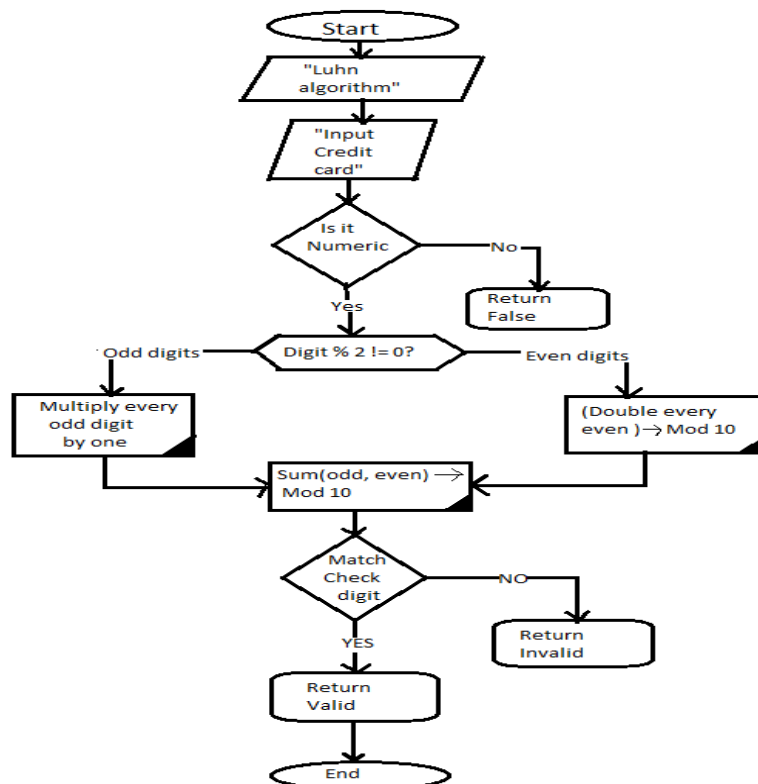 Start
"Luhn
algorithm"
"Input
Credit
card"
Is it
Numeric
No
Return
False
Yes
Odd digits
Digit % 2 != 0?
Even digits
Multiply every
odd digit
by one
(Double every
even )→ Mod 10
Sum(odd, even) →
Mod 10
Match
Check
digit
NO
Return
Invalid
YES
Return
Valid
End